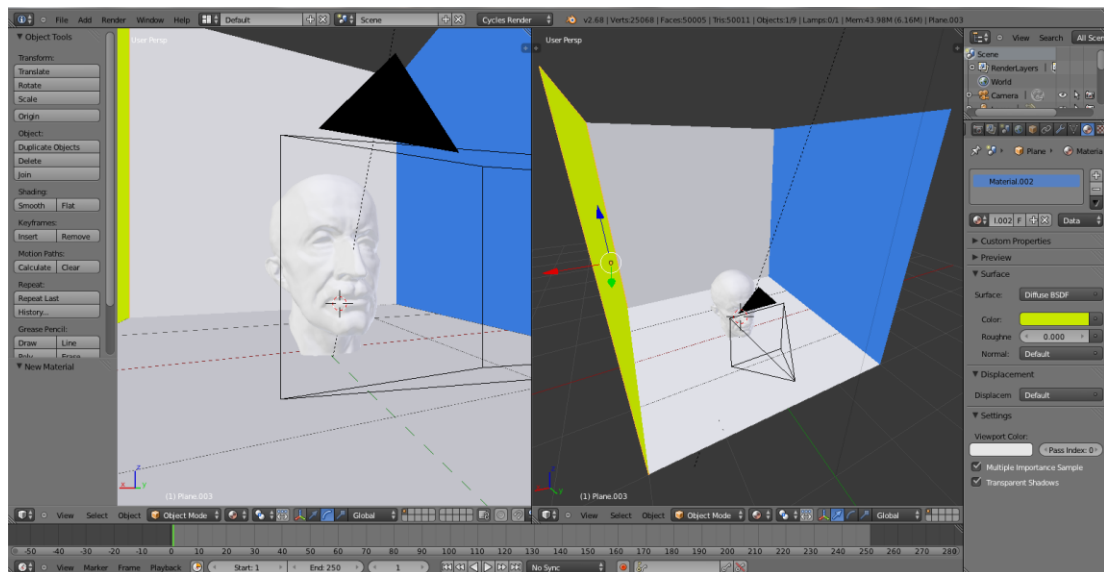 File Add Render Window Help Default Scene Cycles Render v2.68 | Verts:25068 | Faces:50005 | Tris:50011 | Objects:1/9 | Lamps:0/1 | Mem:43.98M (6.16M) | Plane.003
Object Tools
Transform:
Translate
Rotate
Scale
Origin
Object:
Duplicate Objects
Delete
Join
Shading:
Smooth Flat
Keyframes:
Insert Remove
Motion Paths:
Calculate Clear
Repeat:
Repeat Last
History...
Grease Pencil:
Draw Line
Poly Erase
New Material
User Persp
x y z
(1) Plane.003
View Select Object Object Mode Global
User Persp
x y z
(1) Plane.003
View Select Object Object Mode Global
View Search All Scen
Scene
RenderLayers
World
Camera
Plane Materia
Material.002
1.002 F Data
Custom Properties
Preview
Surface
Surface: Diffuse BSDF
Color:
Roughne 0.000
Normal: Default
Displacement
Displacem Default
Settings
Viewport Color:
Pass Index: 0
Multiple Importance Sample
Transparent Shadows
-50 -40 -30 -20 -10 0 10 20 30 40 50 60 70 80 90 100 110 120 130 140 150 160 170 180 190 200 210 220 230 240 250 260 270 280
View Marker Frame Playback Start: 1 End: 250 1 No Sync